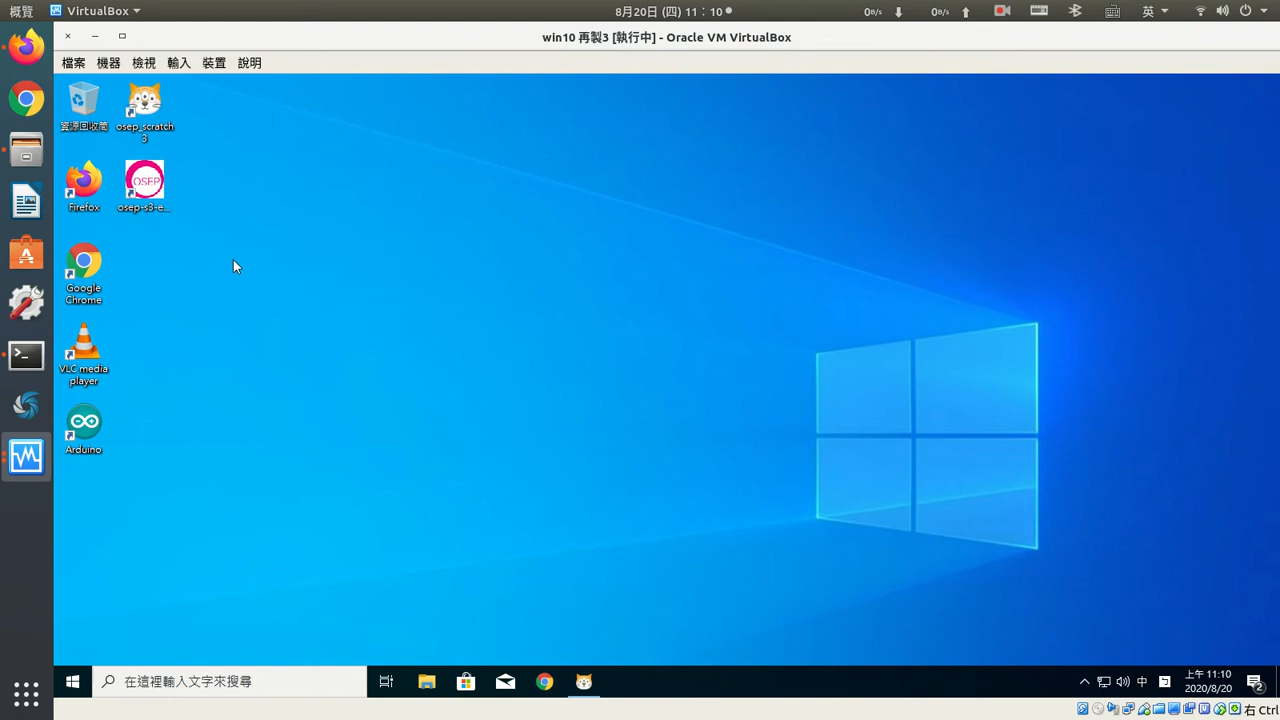 概覽 VirtualBox 8月20日 (四) 11：10 0B/s 0B/s 英
win10 再製3 [執行中] - Oracle VM VirtualBox
檔案 機器 檢視 輸入 裝置 說明
資源回收筒
osep_scratch
3
Firefox
OSEP
osep-s3-e...
Google
Chrome
VLC media
player
Arduino
在這裡輸入文字來搜尋
中
上午 11:10
2020/8/20
2
右 Ctrl